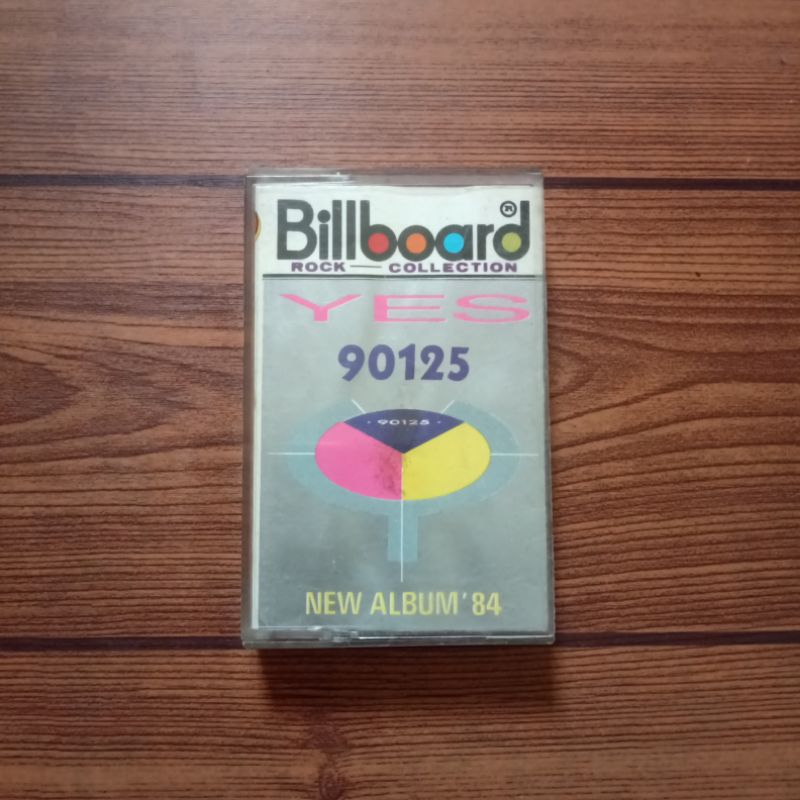 Billboard®
ROCK — COLLECTION
YES
90125
· 90125 ·
NEW ALBUM '84